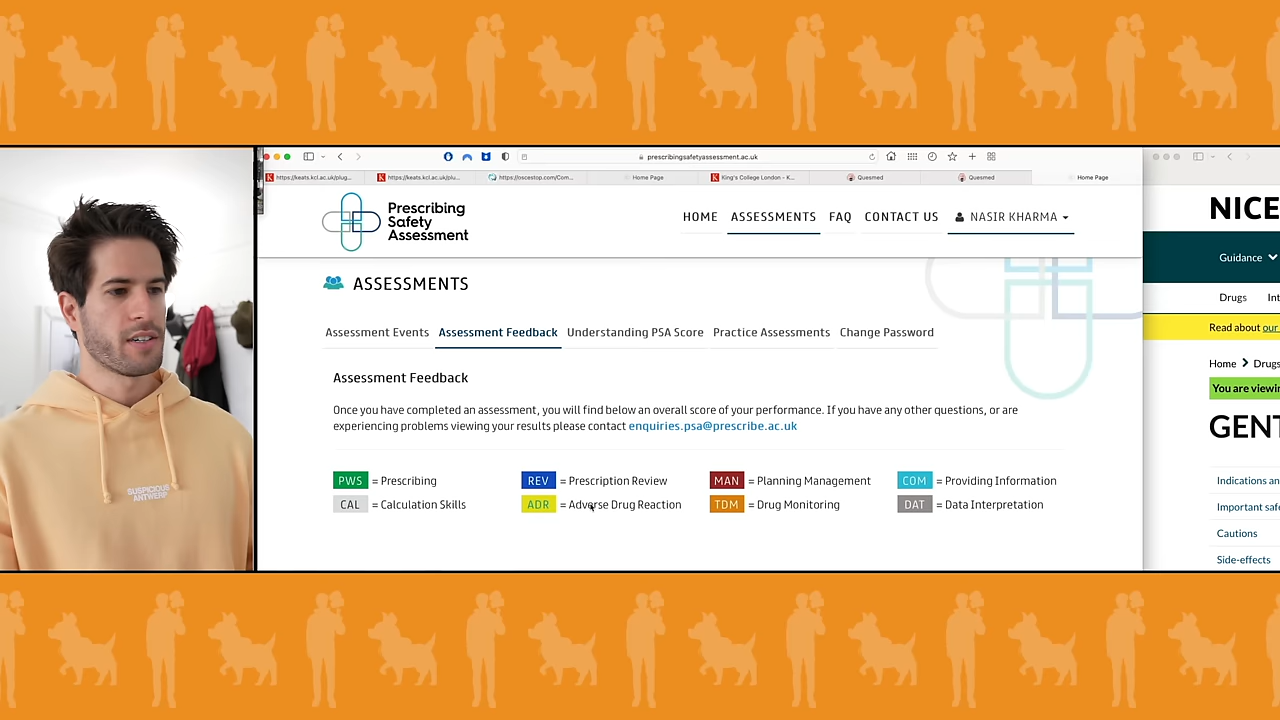 prescribingsafetyassessment.ac.uk
https://keats.kcl.ac.uk/plug...
https://keats.kcl.ac.uk/plu...
https://oscestop.com/Com...
Home Page
King's College London - K...
Quesmed
Quesmed
Home Page
Prescribing
Safety
Assessment
HOME
ASSESSMENTS
FAQ
CONTACT US
NASIR KHARMA
ASSESSMENTS
Assessment Events
Assessment Feedback
Understanding PSA Score
Practice Assessments
Change Password
Assessment Feedback
Once you have completed an assessment, you will find below an overall score of your performance. If you have any other questions, or are
experiencing problems viewing your results please contact enquiries.psa@prescribe.ac.uk
PWS = Prescribing
REV = Prescription Review
MAN = Planning Management
COM = Providing Information
CAL = Calculation Skills
ADR = Adverse Drug Reaction
TDM = Drug Monitoring
DAT = Data Interpretation
SUSPICIOUS
ANTWERP
NICE
Guidance
Drugs
Int
Read about our
Home > Drugs
You are viewin
GENT
Indications an
Important safe
Cautions
Side-effects